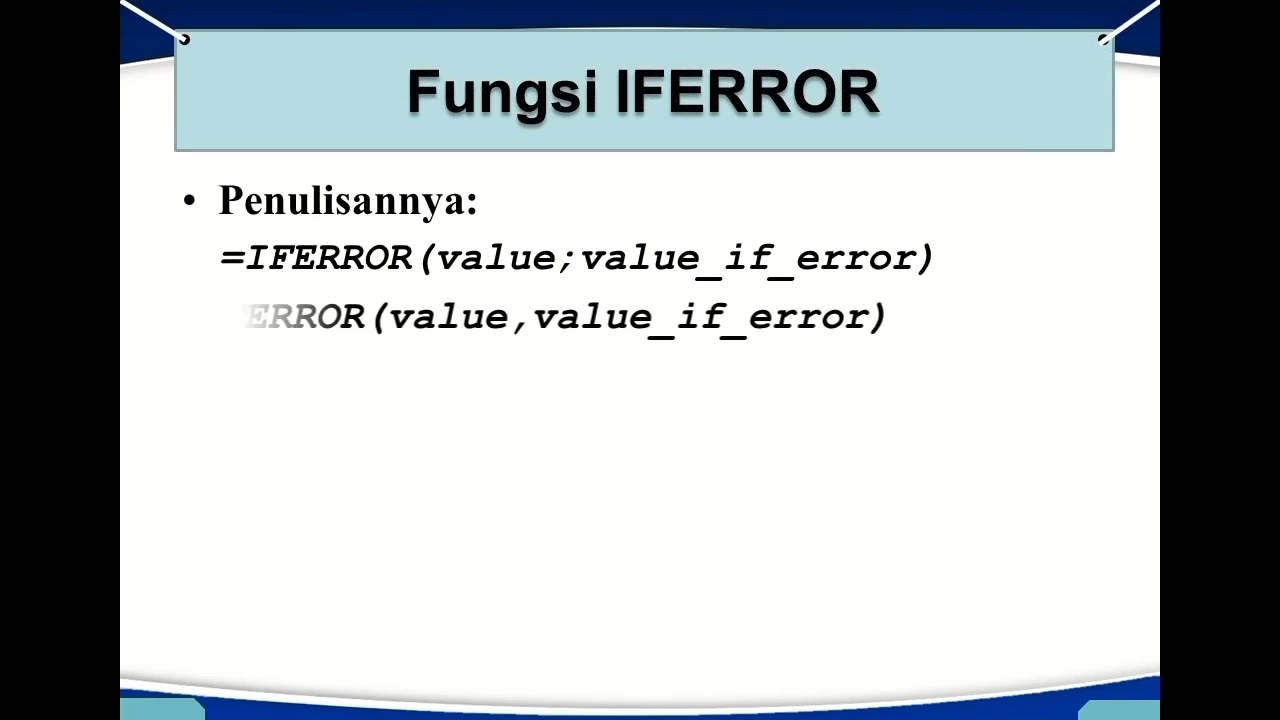 Fungsi IFERROR
• Penulisannya:
=IFERROR(value;value_if_error)
ERROR(value,value_if_error)